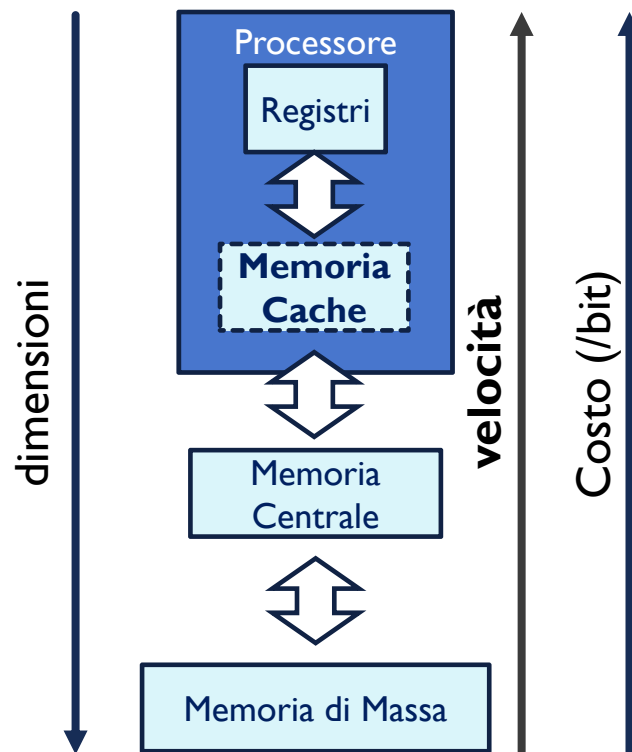 Processore
Registri
Memoria
Cache
Memoria
Centrale
Memoria di Massa
dimensioni
velocità
Costo (/bit)